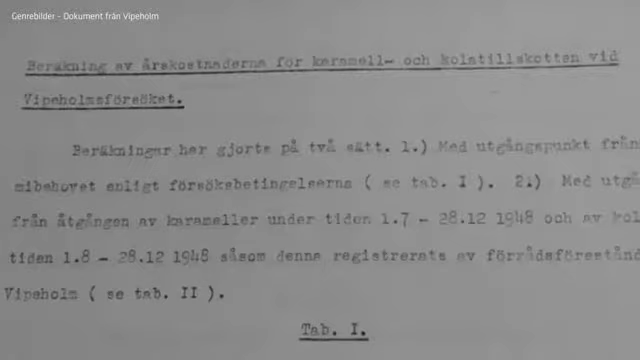 Genrebilder - Dokument från Vipeholm
Beräkning av årskostnaderna för karamell- och kolatillskotten vid
Vipeholmsförsöket.
Beräkningar har gjorts på två sätt. 1.) Med utgångspunkt från
mibehovet enligt försöksbetingelserna ( se tab. I ). 2.) Med utgå
från åtgången av karameller under tiden 1.7 - 28.12 1948 och av kol
tiden 1.8 - 28.12 1948 såsom denna registrerats av förrådsförestånd
Vipeholm ( se tab. II ).
Tab. I.